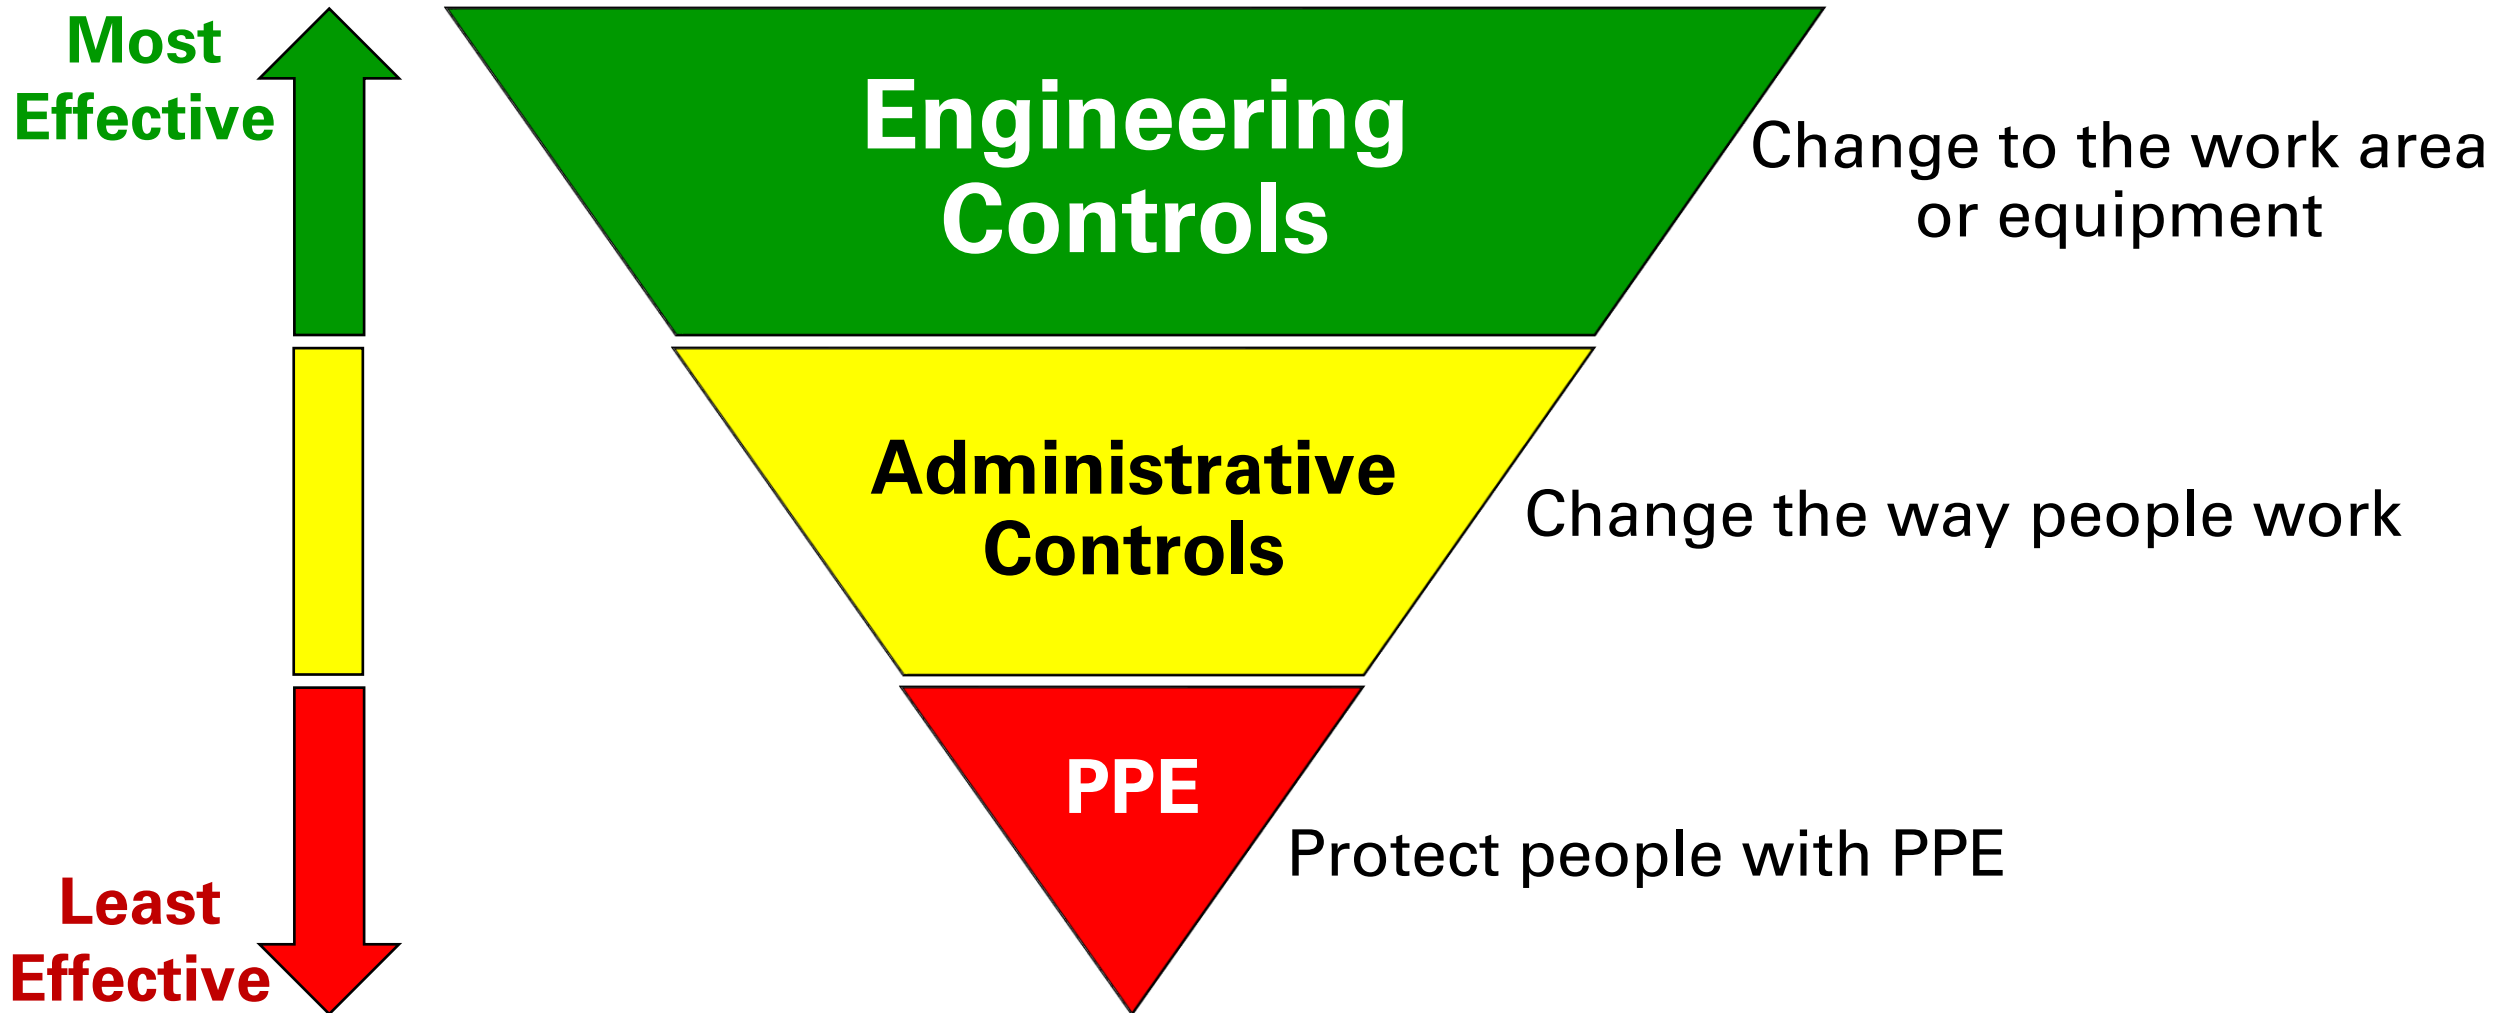 Most
Effective
Engineering
Controls
Change to the work area
or equipment
Administrative
Controls
Change the way people work
PPE
Protect people with PPE
Least
Effective